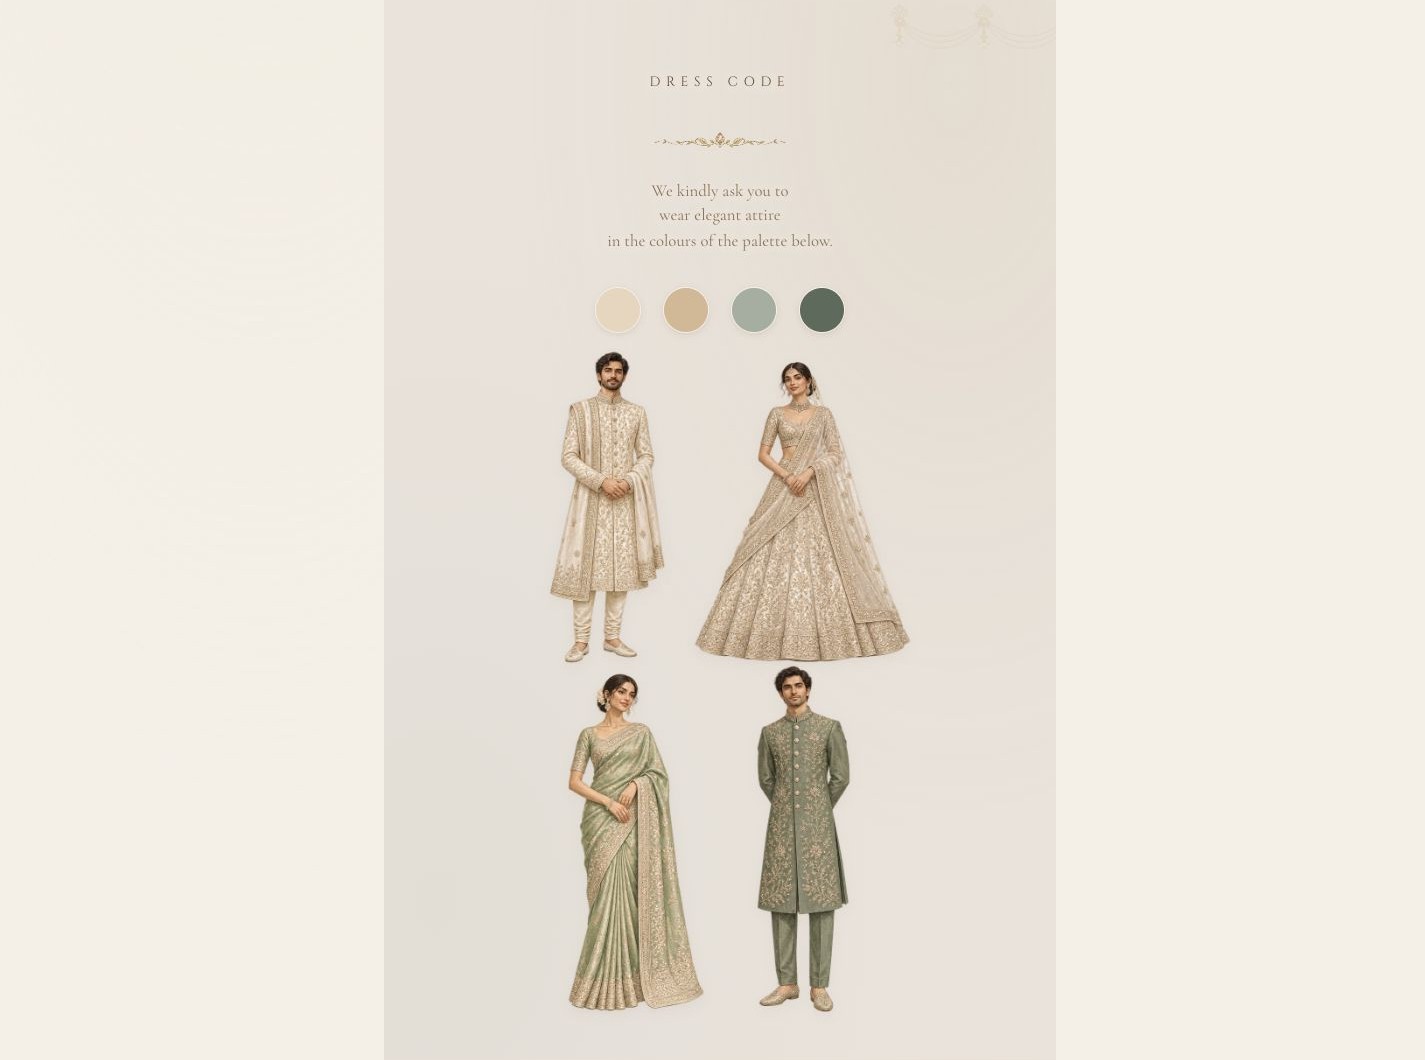 DRESS CODE
We kindly ask you to
wear elegant attire
in the colours of the palette below.